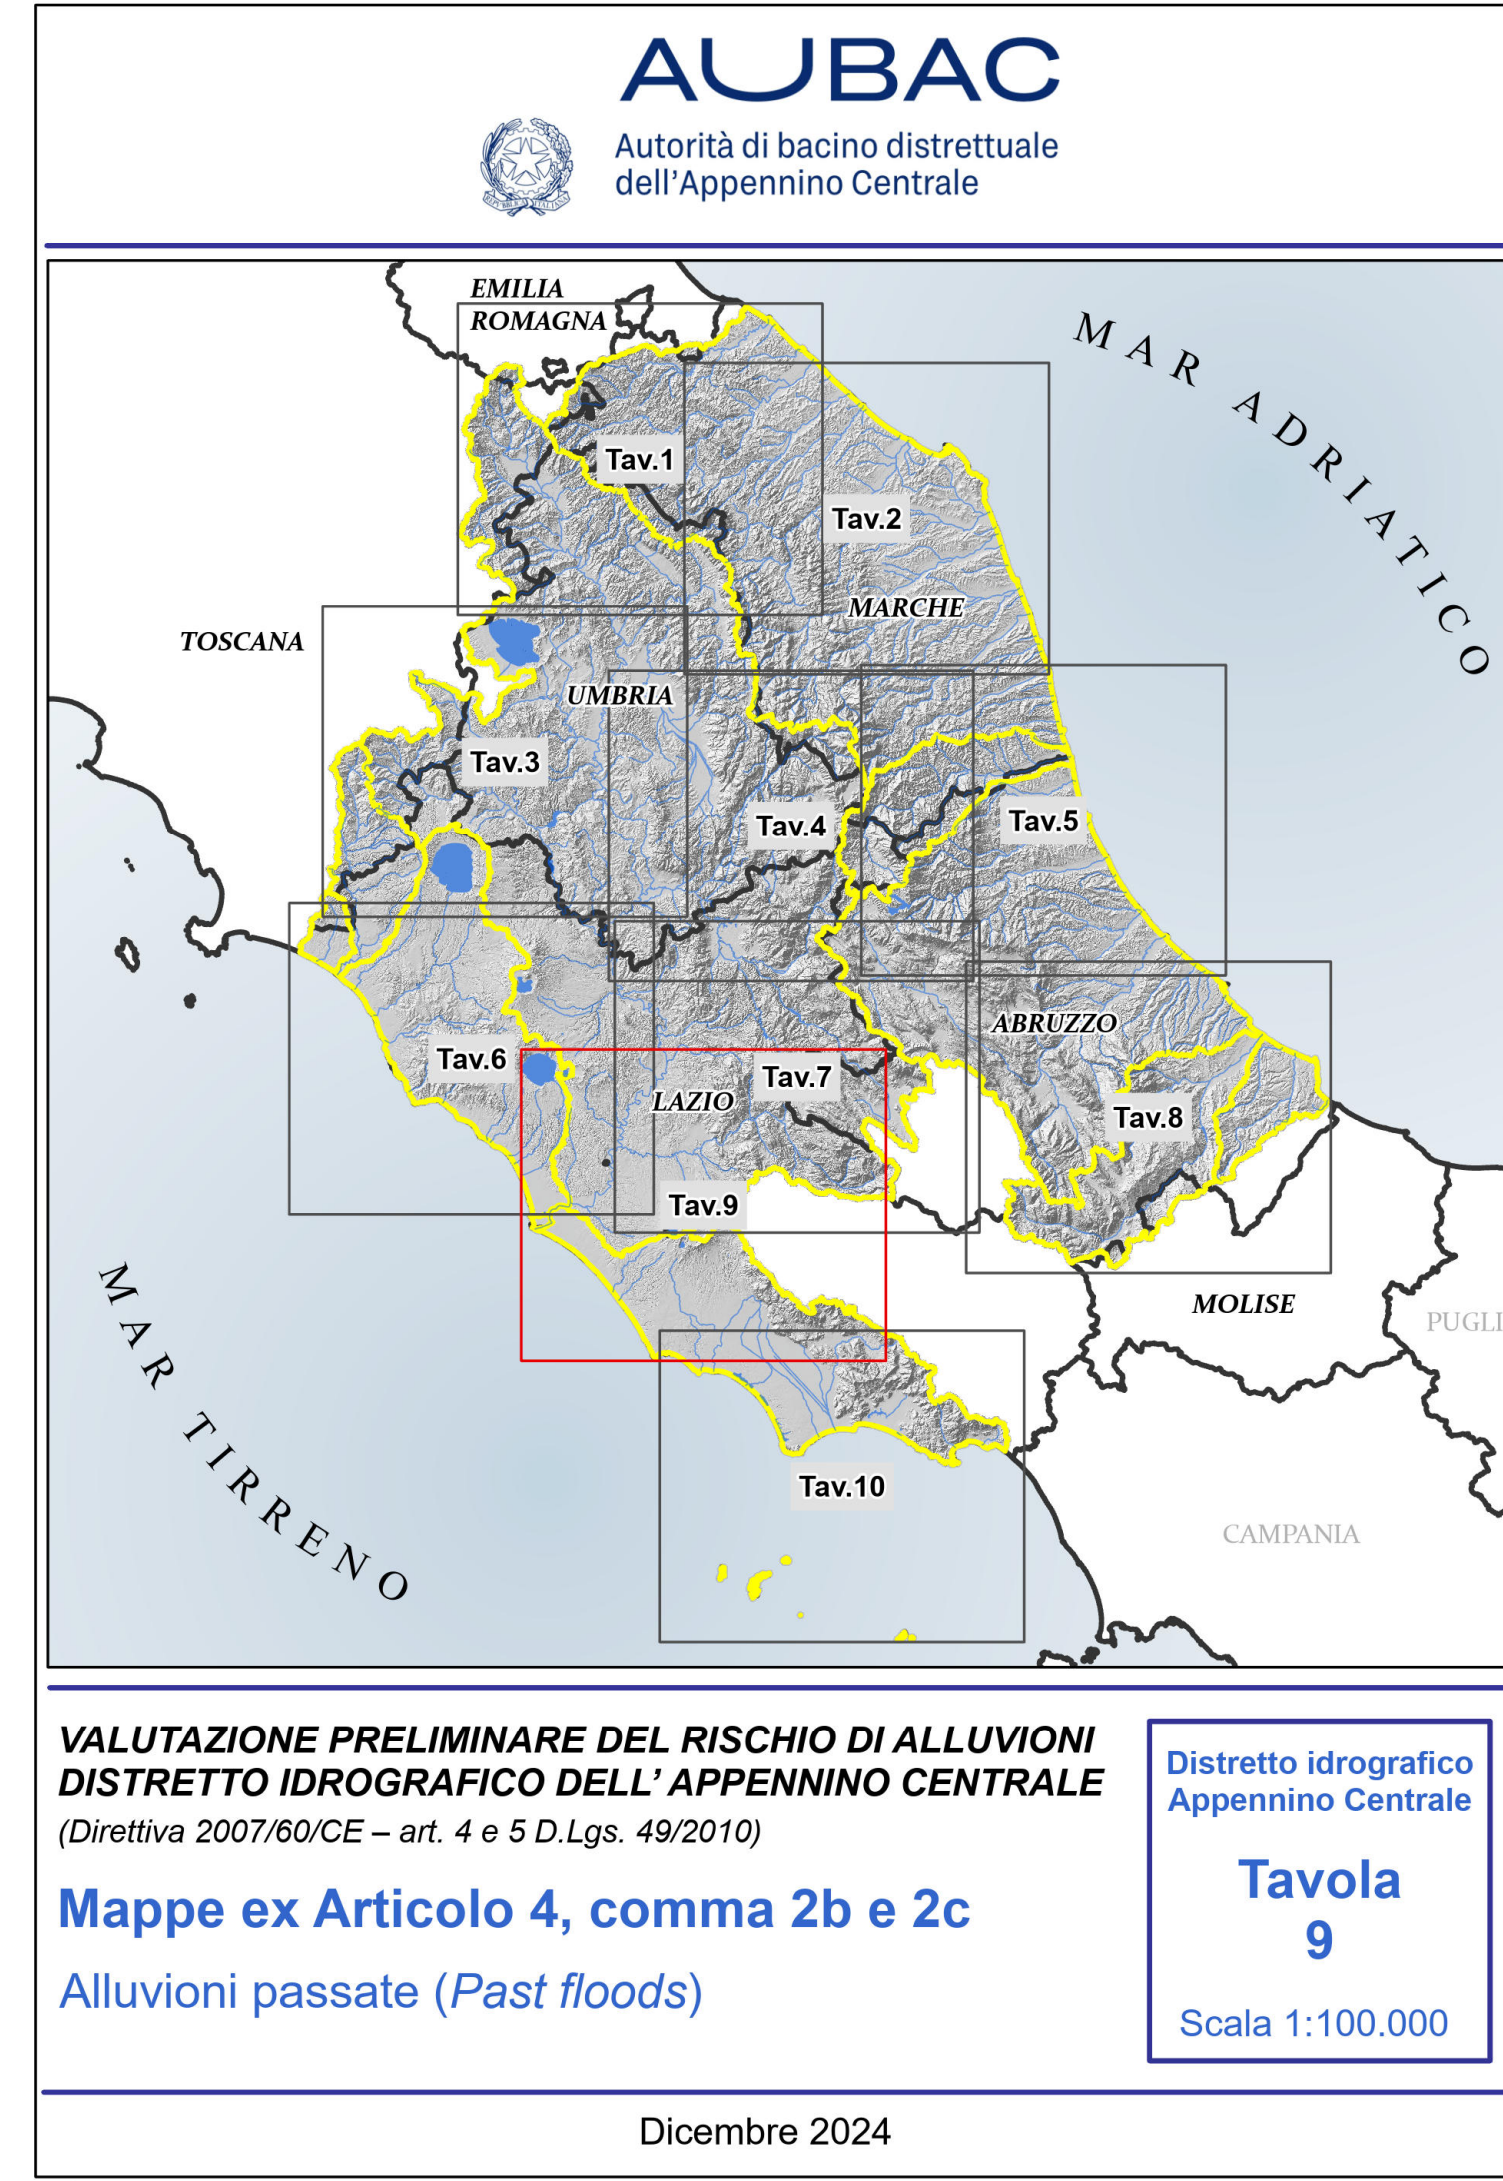 AUBAC
Autorità di bacino distrettuale
dell'Appennino Centrale
REPVBBLICA ITALIANA
EMILIA
ROMAGNA
MAR ADRIATICO
Tav.1
Tav.2
MARCHE
TOSCANA
UMBRIA
Tav.3
Tav.4
Tav.5
ABRUZZO
Tav.6
Tav.7
LAZIO
Tav.8
Tav.9
MAR TIRRENO
MOLISE
PUGLI
Tav.10
CAMPANIA
VALUTAZIONE PRELIMINARE DEL RISCHIO DI ALLUVIONI
DISTRETTO IDROGRAFICO DELL' APPENNINO CENTRALE
(Direttiva 2007/60/CE – art. 4 e 5 D.Lgs. 49/2010)
Mappe ex Articolo 4, comma 2b e 2c
Alluvioni passate (Past floods)
Distretto idrografico
Appennino Centrale
Tavola
9
Scala 1:100.000
Dicembre 2024